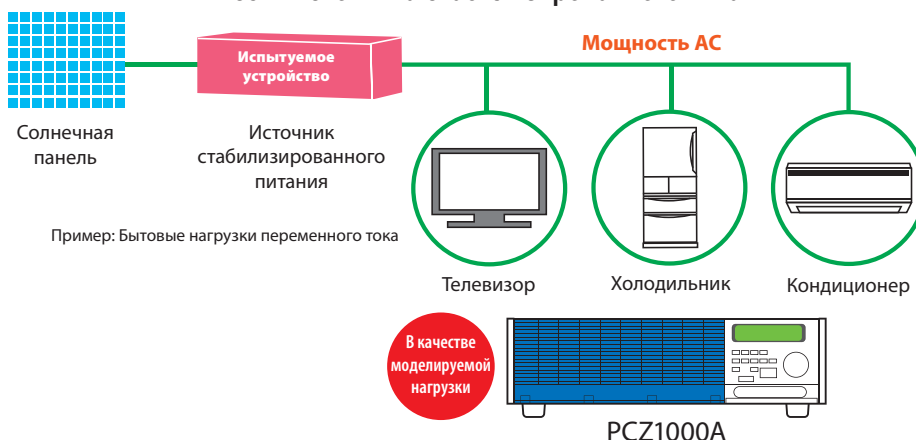 Испытуемое
устройство
Мощность AC
Солнечная
панель
Источник
стабилизированного
питания
Пример: Бытовые нагрузки переменного тока
Телевизор
Холодильник
Кондиционер
В качестве
моделируемой
нагрузки
PCZ1000A